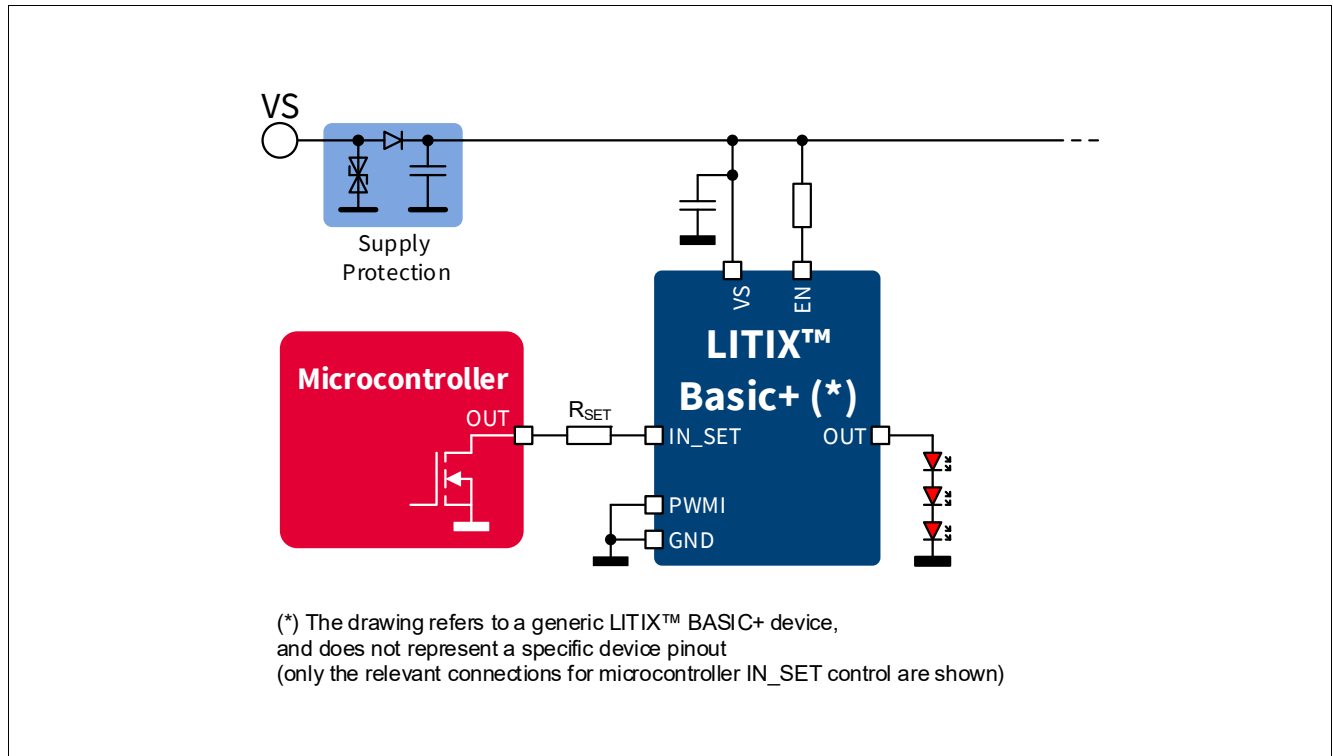 VS
Supply
Protection
VS
EN
LITIX™
Basic+ (*)
Microcontroller
OUT
RSET
IN_SET
OUT
PWMI
GND
(*) The drawing refers to a generic LITIX™ BASIC+ device,
and does not represent a specific device pinout
(only the relevant connections for microcontroller IN_SET control are shown)